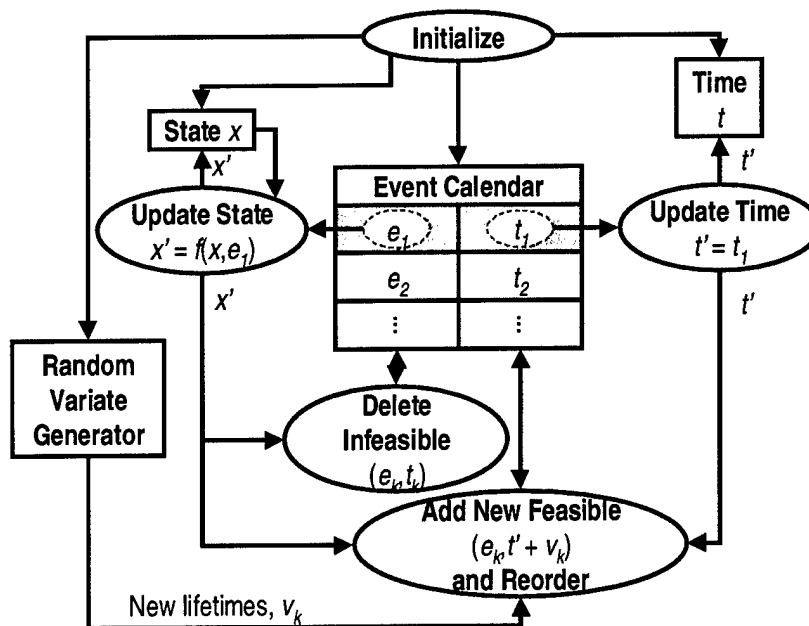 Initialize
Time
t
State x
x'
t'
Event Calendar
Update State
x' = f(x,e₁)
e₁
t₁
Update Time
t' = t₁
e₂
t₂
x'
t'
⋮
⋮
Random
Variate
Generator
Delete
Infeasible
(eₖ,tₖ)
Add New Feasible
(eₖ,t' + vₖ)
and Reorder
New lifetimes, vₖ